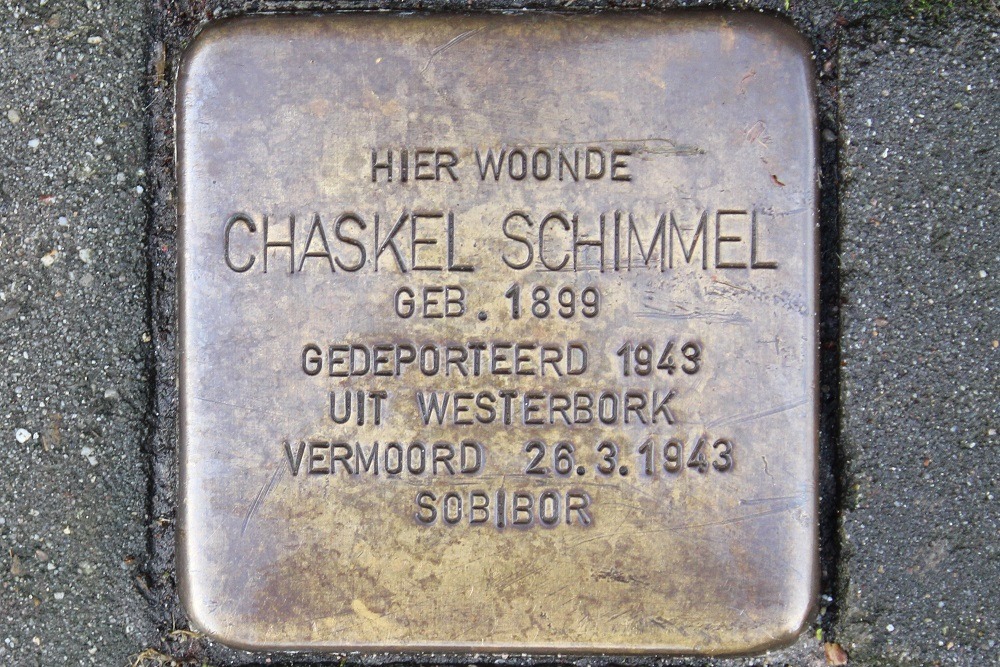 HIER WOONDE
CHASKEL SCHIMMEL
GEB. 1899
GEDEPORTEERD 1943
UIT WESTERBORK
VERMOORD 26.3.1943
SOBIBOR